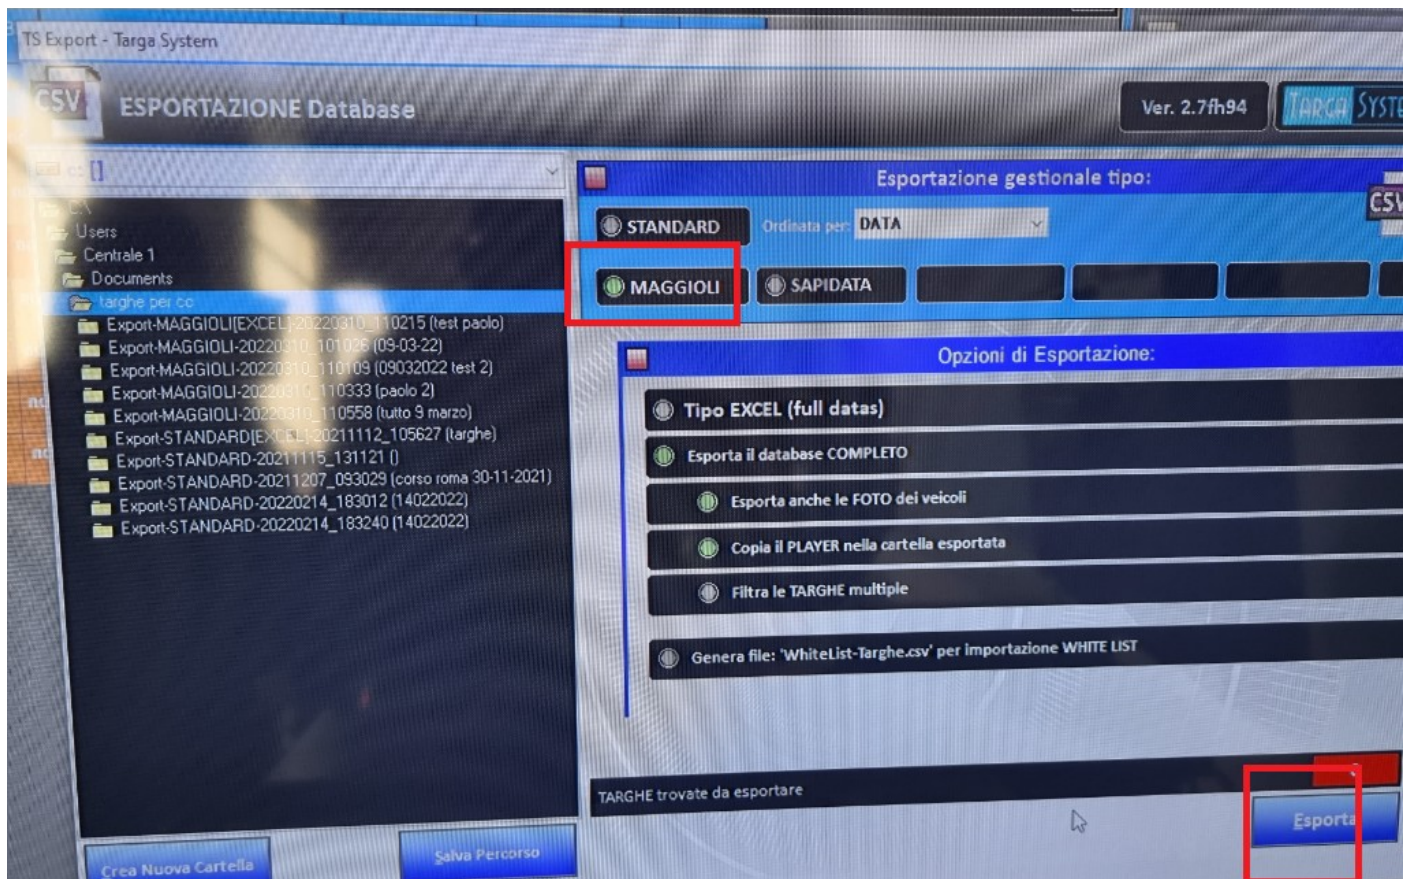 TS Export - Targa System
CSV
ESPORTAZIONE Database
Ver. 2.7fh94
TARGA SYSTE
c: []
C:\
Users
Centrale 1
Documents
targhe per cc
Export-MAGGIOLI[EXCEL]-20220310_110215 (test paolo)
Export-MAGGIOLI-20220310_101026 (09-03-22)
Export-MAGGIOLI-20220310_110109 (09032022 test 2)
Export-MAGGIOLI-20220310_110333 (paolo 2)
Export-MAGGIOLI-20220310_110558 (tutto 9 marzo)
Export-STANDARD[EXCEL]-20211112_105627 (targhe)
Export-STANDARD-20211115_131121 ()
Export-STANDARD-20211207_093029 (corso roma 30-11-2021)
Export-STANDARD-20220214_183012 (14022022)
Export-STANDARD-20220214_183240 (14022022)
Crea Nuova Cartella
Salva Percorso
Esportazione gestionale tipo:
CSV
STANDARD
Ordinata per: DATA
MAGGIOLI
SAPIDATA
Opzioni di Esportazione:
Tipo EXCEL (full datas)
Esporta il database COMPLETO
Esporta anche le FOTO dei veicoli
Copia il PLAYER nella cartella esportata
Filtra le TARGHE multiple
Genera file: 'WhiteList-Targhe.csv' per importazione WHITE LIST
TARGHE trovate da esportare
Esporta